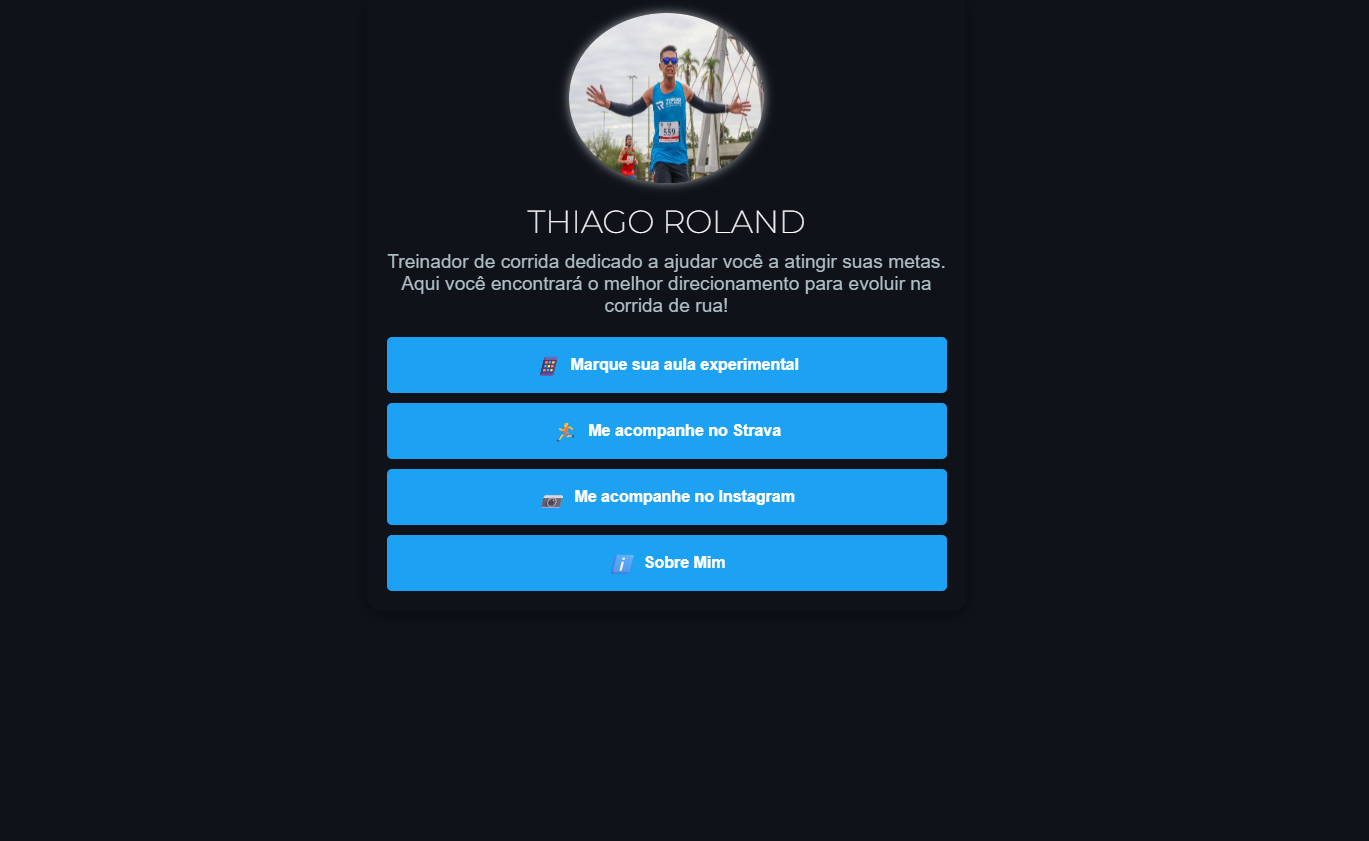 THIAGO
559
THIAGO ROLAND
Treinador de corrida dedicado a ajudar você a atingir suas metas.
Aqui você encontrará o melhor direcionamento para evoluir na
corrida de rua!
Marque sua aula experimental
Me acompanhe no Strava
Me acompanhe no Instagram
i Sobre Mim